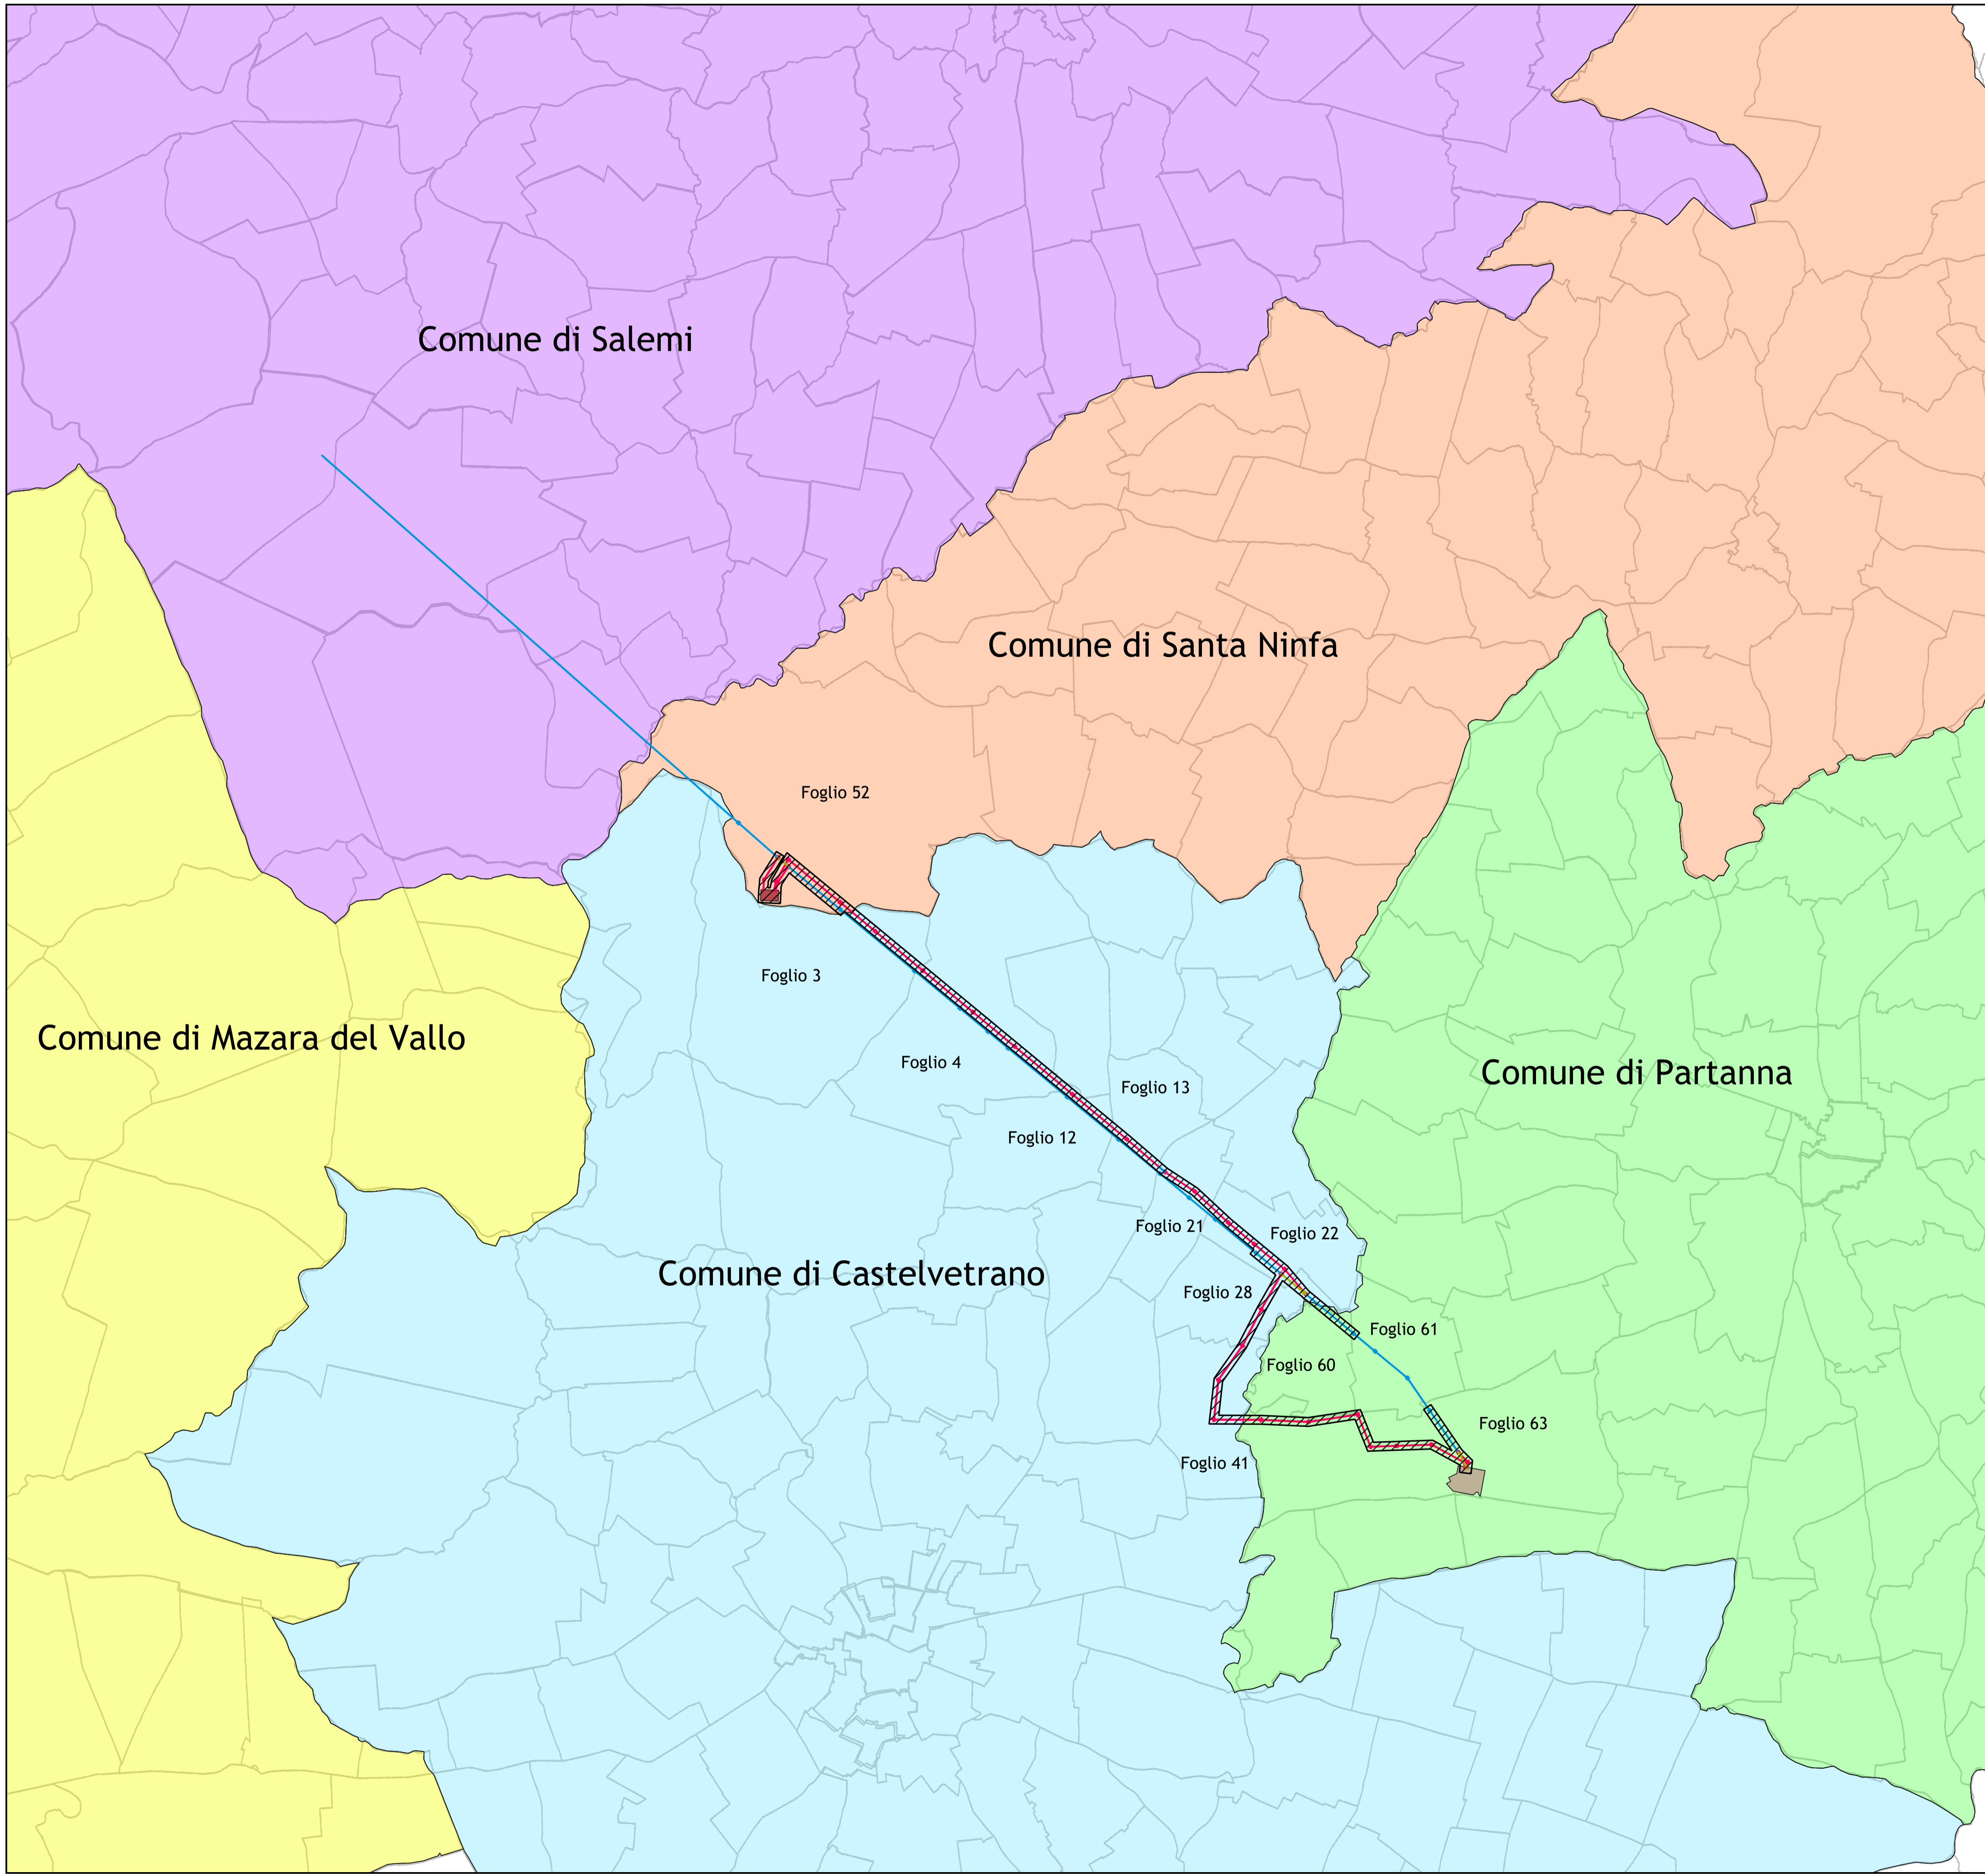 Comune di Salemi
Comune di Santa Ninfa
Foglio 52
Foglio 3
Comune di Mazara del Vallo
Foglio 4
Comune di Partanna
Foglio 13
Foglio 12
Foglio 21
Foglio 22
Comune di Castelvetrano
Foglio 28
Foglio 61
Foglio 60
Foglio 63
Foglio 41